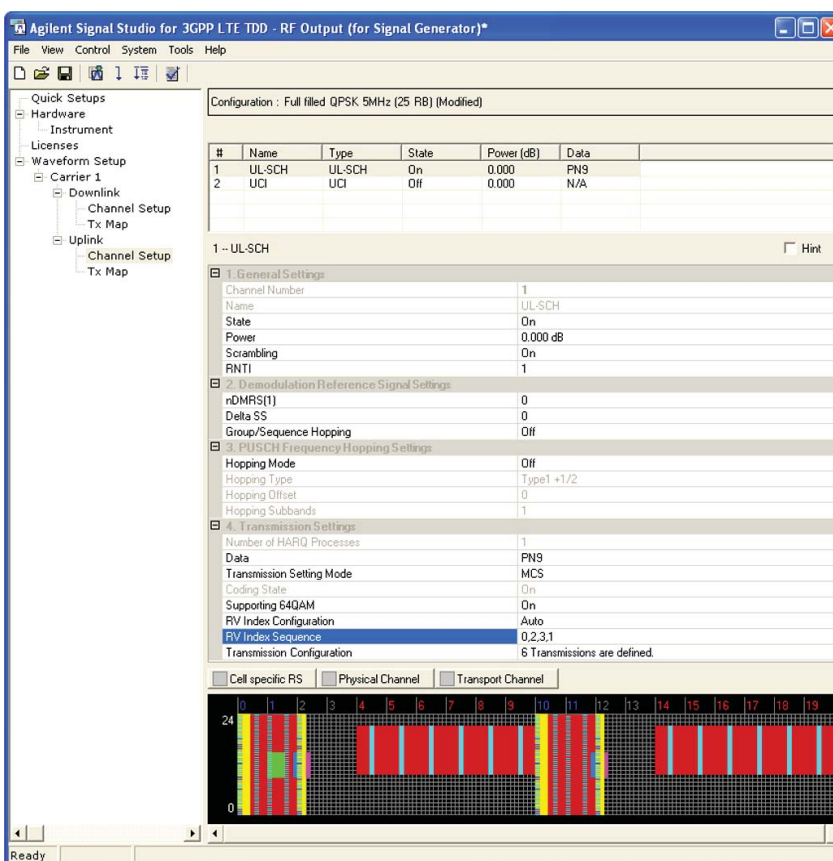 Agilent Signal Studio for 3GPP LTE TDD - RF Output (for Signal Generator)*
File View Control System Tools Help
Quick Setups
Hardware
Instrument
Licenses
Waveform Setup
Carrier 1
Downlink
Channel Setup
Tx Map
Uplink
Channel Setup
Tx Map
Configuration : Full filled QPSK 5MHz (25 RB) (Modified)
# Name Type State Power (dB) Data
1 UL-SCH UL-SCH On 0.000 PN9
2 UCI UCI Off 0.000 N/A
1 -- UL-SCH Hint
1.General Settings
Channel Number 1
Name UL-SCH
State On
Power 0.000 dB
Scrambling On
RNTI 1
2. Demodulation Reference Signal Settings
nDMRS(1) 0
Delta SS 0
Group/Sequence Hopping Off
3. PUSCH Frequency Hopping Settings
Hopping Mode Off
Hopping Type Type1 +1/2
Hopping Offset 0
Hopping Subbands 1
4. Transmission Settings
Number of HARQ Processes 1
Data PN9
Transmission Setting Mode MCS
Coding State On
Supporting 64QAM On
RV Index Configuration Auto
RV Index Sequence 0,2,3,1
Transmission Configuration 6 Transmissions are defined.
Cell specific RS Physical Channel Transport Channel
0 1 2 3 4 5 6 7 8 9 10 11 12 13 14 15 16 17 18 19
24
0
Ready